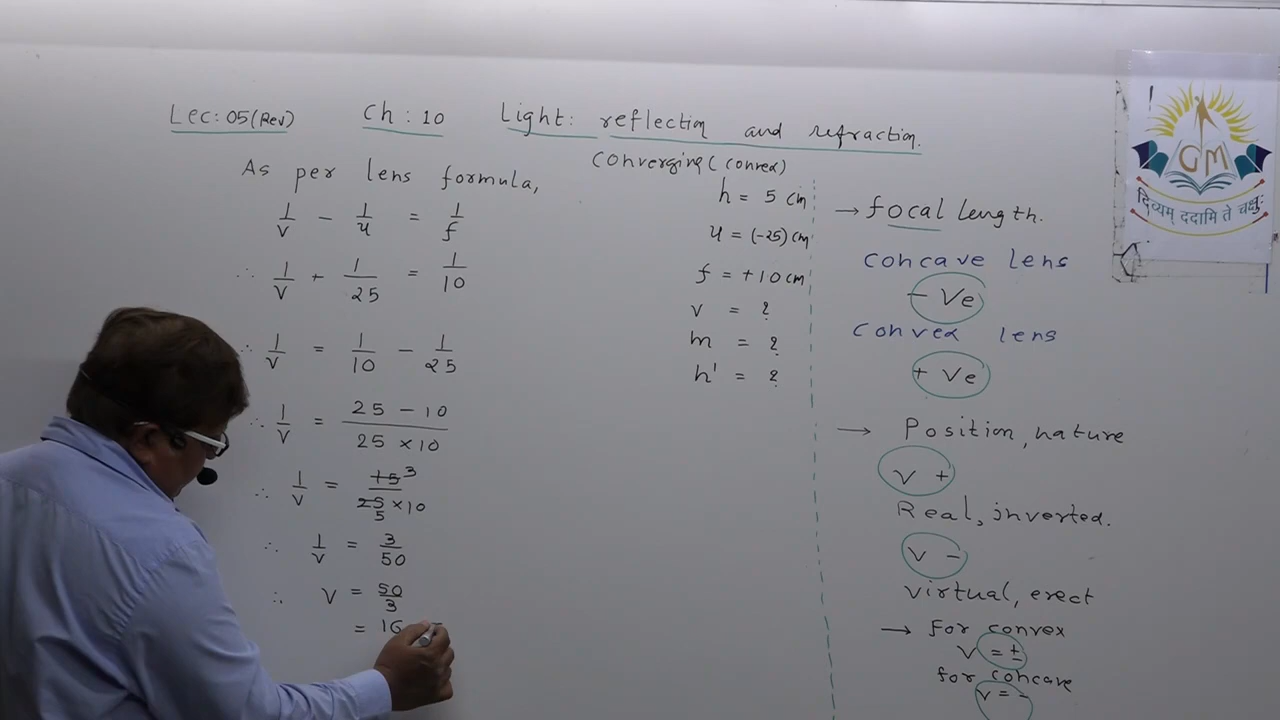 Lec: 05(Rev) Ch: 10 Light: reflection and refraction.
As per lens formula,
1/v - 1/u = 1/f
∴ 1/v + 1/25 = 1/10
∴ 1/v = 1/10 - 1/25
∴ 1/v = 25 - 10 / 25 × 10
∴ 1/v = 15 3 / 25 × 10 5
∴ 1/v = 3/50
∴ v = 50/3
= 16
Converging (convex)
h = 5 cm
u = (-25) cm
f = +10 cm
v = ?
m = ?
h' = ?
→ focal length.
concave lens
- Ve
convex lens
+ Ve
→ Position, nature
v +
Real, inverted.
v -
virtual, erect
→ for convex
v = ±
for concave
v = -
GM
दिव्यम् ददामि ते चक्षुः